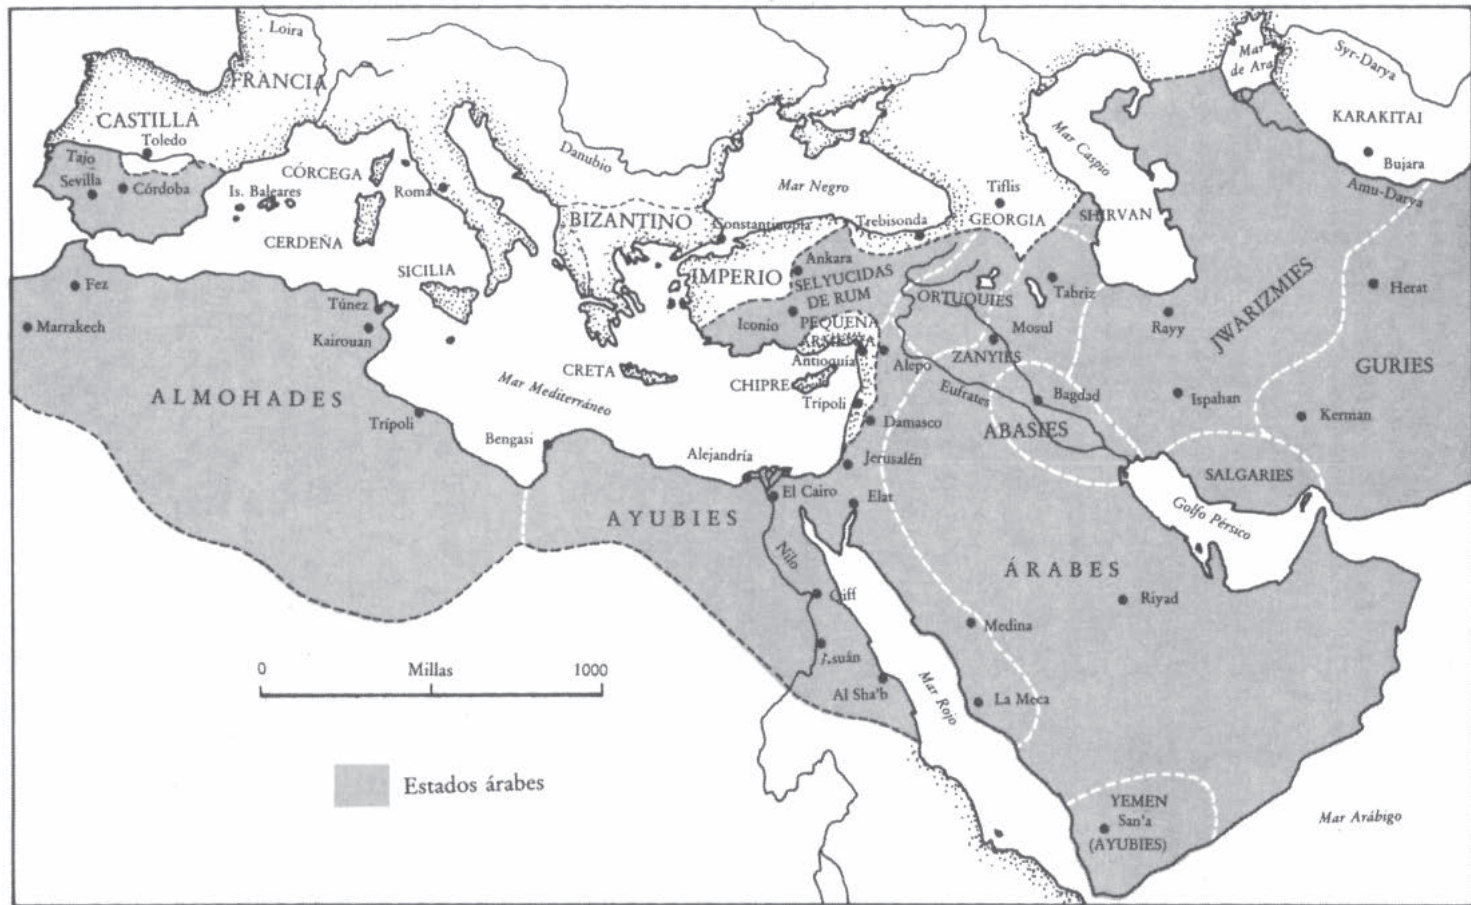 Loira
FRANCIA
CASTILLA
Toledo
Tajo
Sevilla
Córdoba
Is. Baleares
CÓRCEGA
CERDEÑA
Roma
SICILIA
Danubio
BIZANTINO
IMPERIO
Constantinopla
Mar Negro
Trebisonda
Tiflis
GEORGIA
SHIRVAN
Mar Caspio
Mar
de Aral
Syr-Darya
KARAKITAI
Bujara
Amu-Darya
Ankara
SELYUCIDAS
DE RUM
Iconio
PEQUEÑA
ARMENIA
Antioquía
ORTUQUIES
Tabriz
Mosul
ZANYIES
Alepo
Rayy
JWARIZMIES
Herat
GURIES
Fez
Marrakech
Túnez
Kairouan
ALMOHADES
Trípoli
CRETA
CHIPRE
Mar Mediterráneo
Trípoli
Damasco
Eufrates
Bagdad
ABASIES
Ispahan
Kerman
SALGARIES
Golfo Pérsico
Bengasi
Alejandría
Jerusalén
El Cairo
Elat
AYUBIES
Nilo
Qiff
Asuán
Al Sha'b
Mar Rojo
ÁRABES
Riyad
Medina
La Meca
YEMEN
San'a
(AYUBIES)
Mar Arábigo
0 Millas 1000
Estados árabes